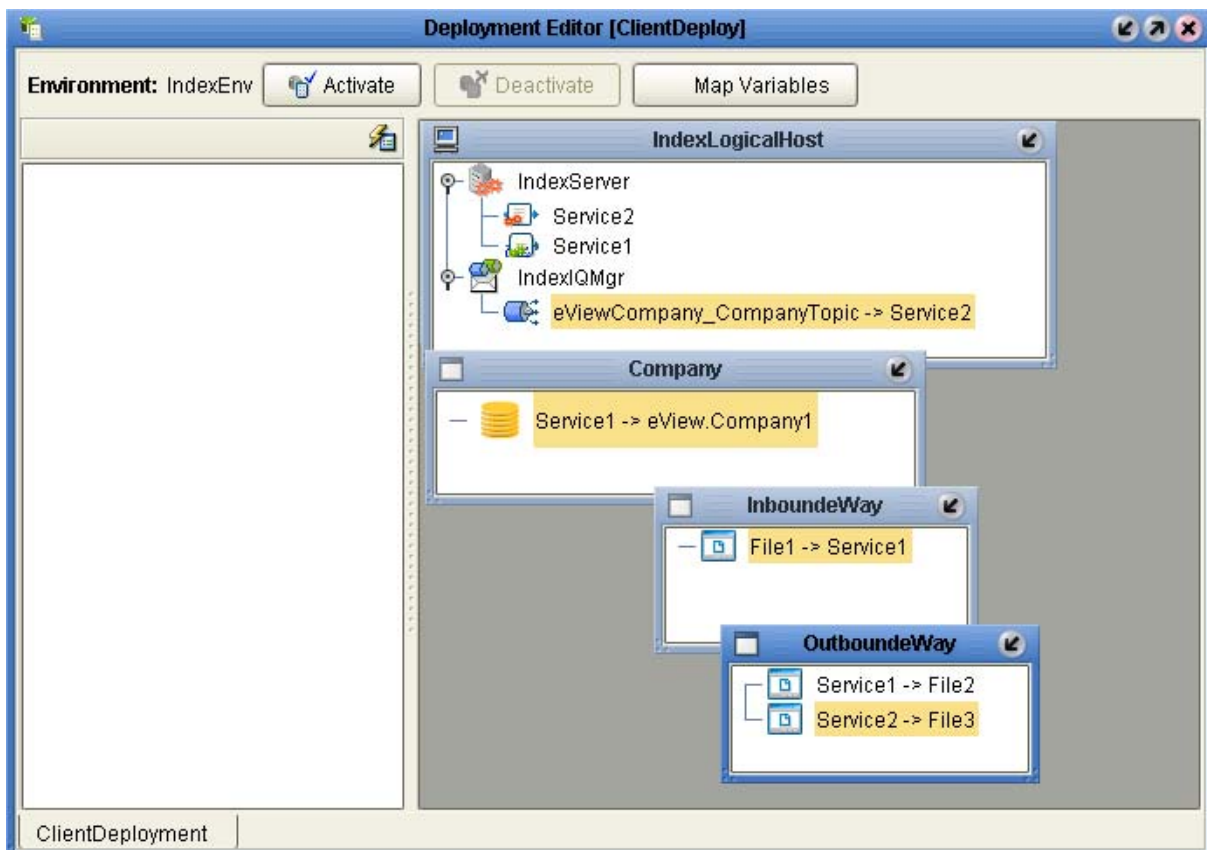 Deployment Editor [ClientDeploy]
Environment: IndexEnv Activate Deactivate Map Variables
IndexLogicalHost
IndexServer
Service2
Service1
IndexIQMgr
eViewCompany_CompanyTopic -> Service2
Company
Service1 -> eView.Company1
InboundeWay
File1 -> Service1
OutboundeWay
Service1 -> File2
Service2 -> File3
ClientDeployment